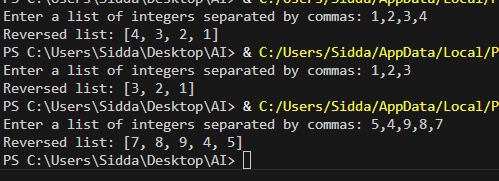 PS C:\Users\Sidda\Desktop\AI> & C:/Users/Sidda/AppData/Local/P
Enter a list of integers separated by commas: 1,2,3,4
Reversed list: [4, 3, 2, 1]
PS C:\Users\Sidda\Desktop\AI> & C:/Users/Sidda/AppData/Local/P
Enter a list of integers separated by commas: 1,2,3
Reversed list: [3, 2, 1]
PS C:\Users\Sidda\Desktop\AI> & C:/Users/Sidda/AppData/Local/P
Enter a list of integers separated by commas: 5,4,9,8,7
Reversed list: [7, 8, 9, 4, 5]
PS C:\Users\Sidda\Desktop\AI>